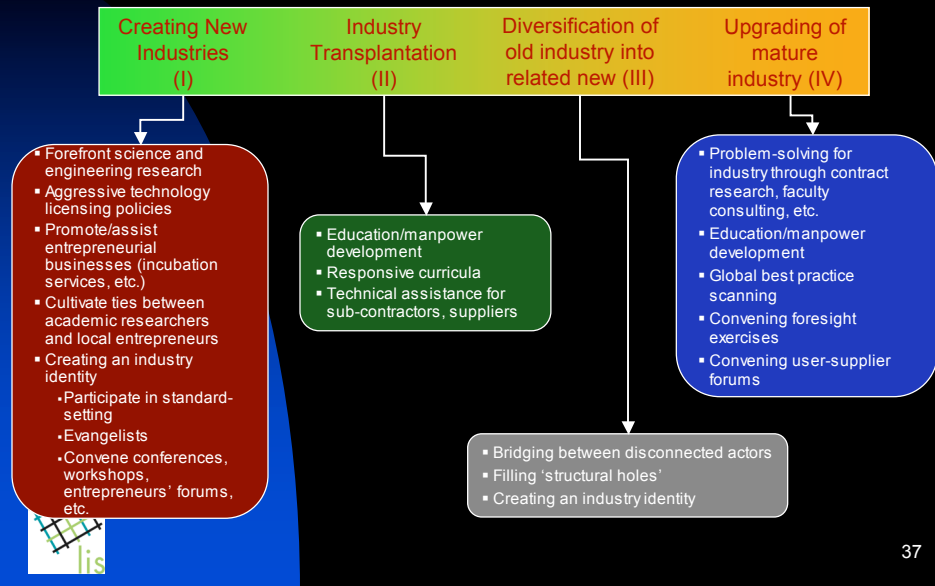 Creating New
Industries
(I)
Industry
Transplantation
(II)
Diversification of
old industry into
related new (III)
Upgrading of
mature
industry (IV)
▪ Forefront science and
engineering research
▪ Aggressive technology
licensing policies
▪ Promote/assist
entrepreneurial
businesses (incubation
services, etc.)
▪ Cultivate ties between
academic researchers
and local entrepreneurs
▪ Creating an industry
identity
▪Participate in standard-
setting
▪Evangelists
▪Convene conferences,
workshops,
entrepreneurs’ forums,
etc.
▪ Education/manpower
development
▪ Responsive curricula
▪ Technical assistance for
sub-contractors, suppliers
▪ Bridging between disconnected actors
▪ Filling ‘structural holes’
▪ Creating an industry identity
▪ Problem-solving for
industry through contract
research, faculty
consulting, etc.
▪ Education/manpower
development
▪ Global best practice
scanning
▪ Convening foresight
exercises
▪ Convening user-supplier
forums
lis
37